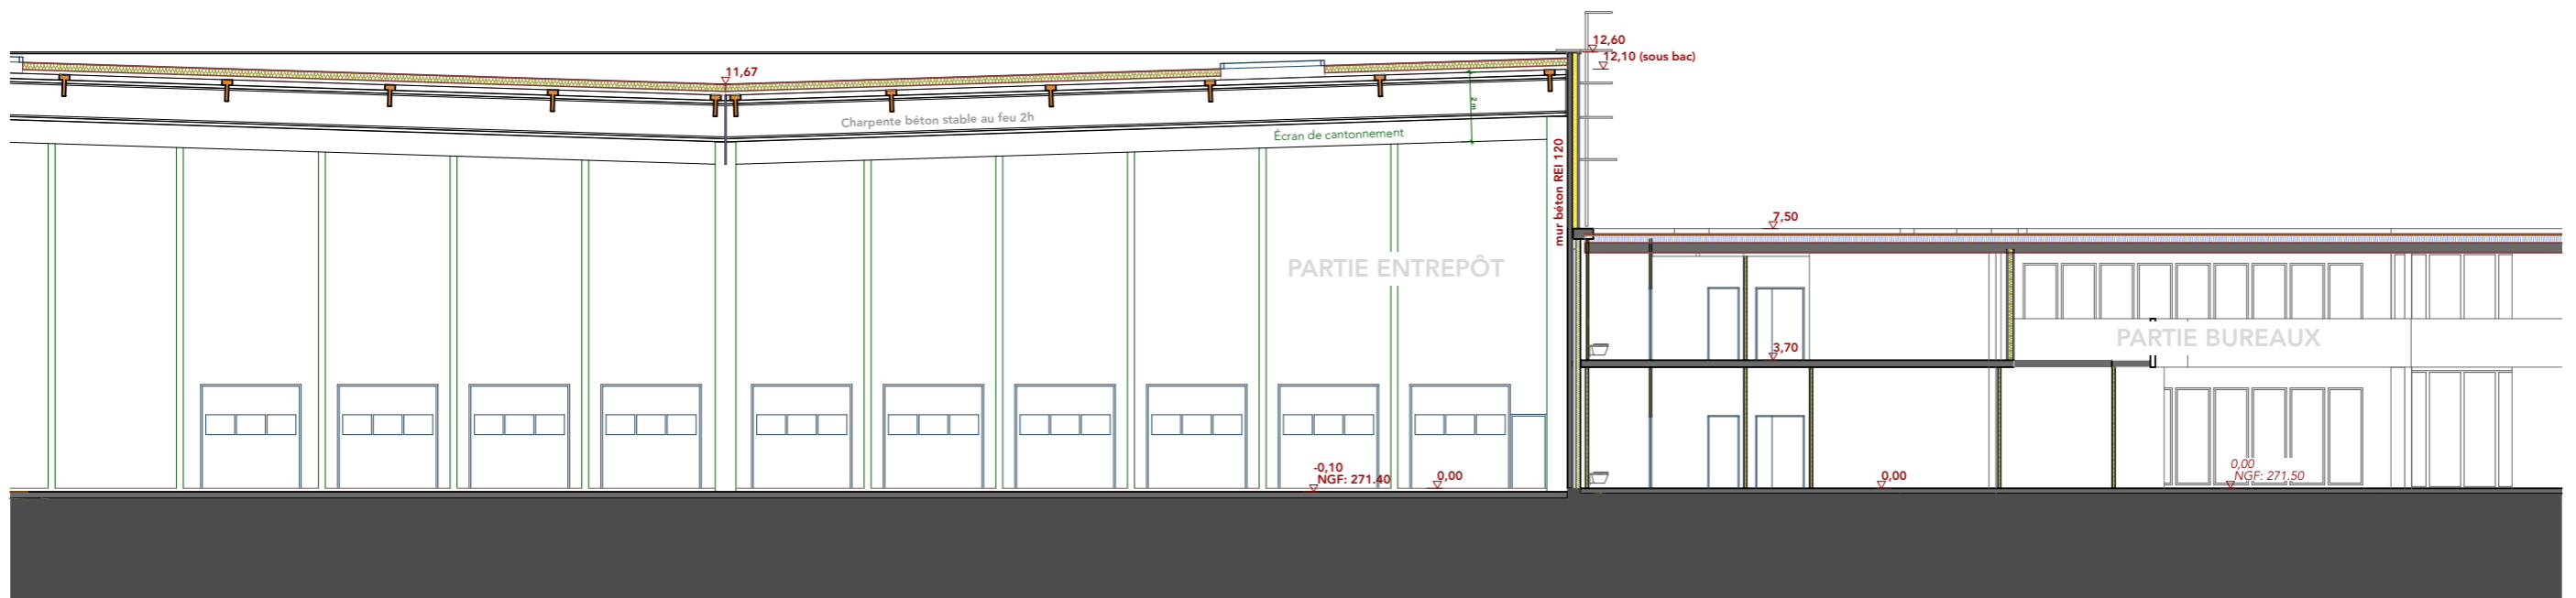 12,60
12,10 (sous bac)
11,67
2 m
Charpente béton stable au feu 2h
Écran de cantonnement
mur béton REI 120
7,50
PARTIE ENTREPÔT
PARTIE BUREAUX
3,70
-0,10
NGF: 271.40
0,00
0,00
0,00
NGF: 271.50